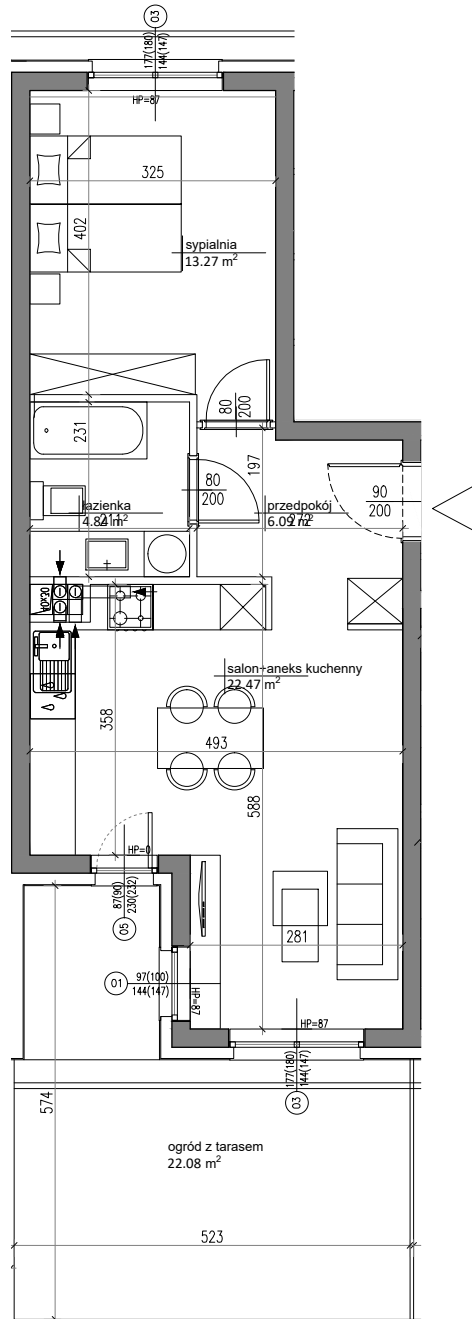 03
177(180)
144(147)
HP=87
325
402
sypialnia
13.27 m²
80
200
231
197
80
200
90
200
łazienka
4.84 m²
211
przedpokój
6.09 m²
272
salon+aneks kuchenny
22.47 m²
358
493
588
HP=0
87(90)
230(232)
05
281
01
97(100)
144(147)
HP=87
HP=87
177(180)
144(147)
03
574
ogród z tarasem
22.08 m²
523